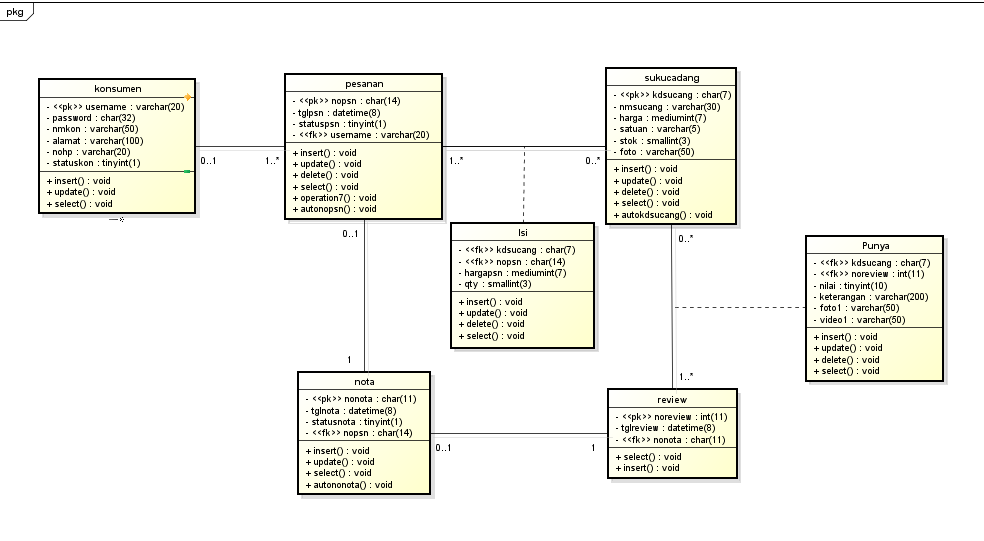 pkg
konsumen
- <<pk>> username : varchar(20)
- password : char(32)
- nmkon : varchar(50)
- alamat : varchar(100)
- nohp : varchar(20)
- statuskon : tinyint(1)
+ insert() : void
+ update() : void
+ select() : void
0..1
1..*
pesanan
- <<pk>> nopsn : char(14)
- tglpsn : datetime(8)
- statuspsn : tinyint(1)
- <<fk>> username : varchar(20)
+ insert() : void
+ update() : void
+ delete() : void
+ select() : void
+ operation7() : void
+ autonopsn() : void
1..*
0..*
sukucadang
- <<pk>> kdsucang : char(7)
- nmsucang : varchar(30)
- harga : mediumint(7)
- satuan : varchar(5)
- stok : smallint(3)
- foto : varchar(50)
+ insert() : void
+ update() : void
+ delete() : void
+ select() : void
+ autokdsucang() : void
Isi
- <<fk>> kdsucang : char(7)
- <<fk>> nopsn : char(14)
- hargapsn : mediumint(7)
- qty : smallint(3)
+ insert() : void
+ update() : void
+ delete() : void
+ select() : void
0..1
1
0..*
1..*
Punya
- <<fk>> kdsucang : char(7)
- <<fk>> noreview : int(11)
- nilai : tinyint(10)
- keterangan : varchar(200)
- foto1 : varchar(50)
- video1 : varchar(50)
+ insert() : void
+ update() : void
+ delete() : void
+ select() : void
nota
- <<pk>> nonota : char(11)
- tglnota : datetime(8)
- statusnota : tinyint(1)
- <<fk>> nopsn : char(14)
+ insert() : void
+ update() : void
+ select() : void
+ autononota() : void
0..1
1
review
- <<pk>> noreview : int(11)
- tglreview : datetime(8)
- <<fk>> nonota : char(11)
+ select() : void
+ insert() : void